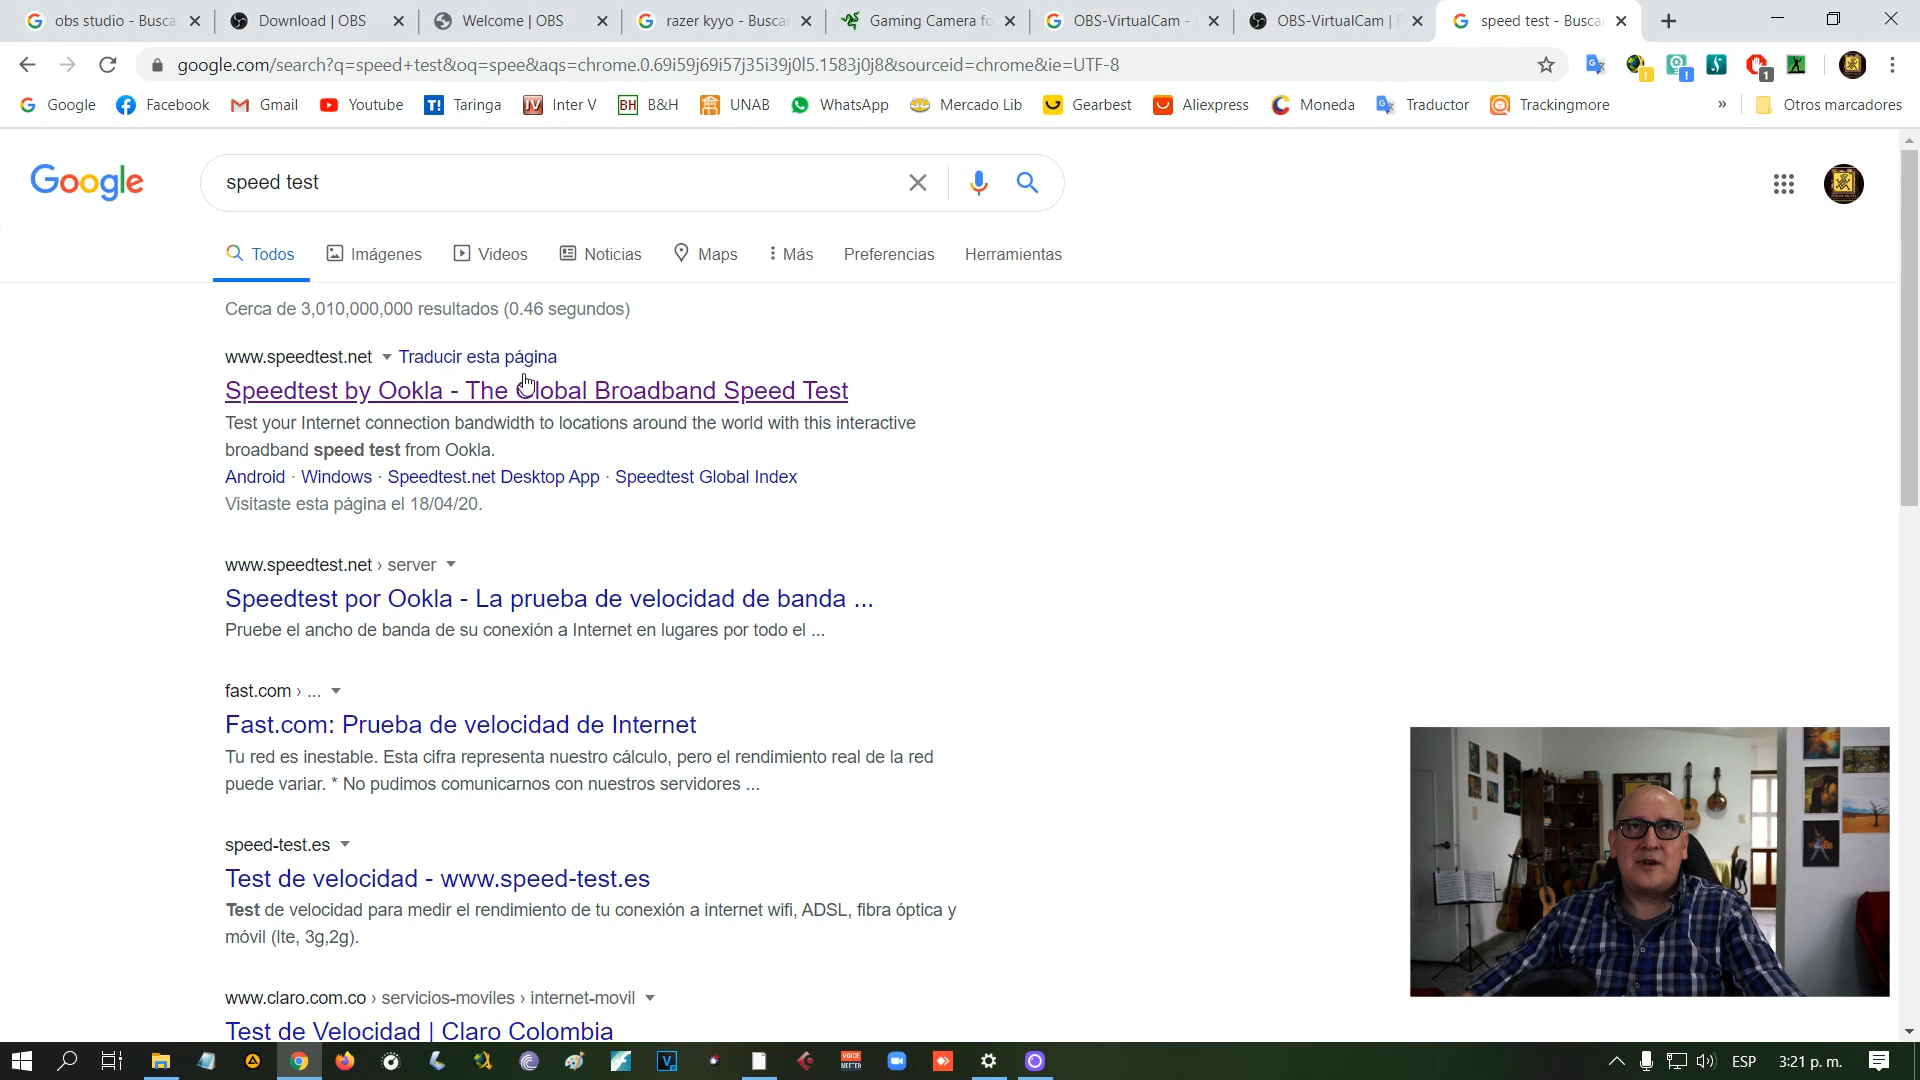 obs studio - Busca
Download | OBS
Welcome | OBS
razer kyyo - Busca
Gaming Camera fo
OBS-VirtualCam -
OBS-VirtualCam |
speed test - Busca
google.com/search?q=speed+test&oq=spee&aqs=chrome.0.69i59j69i57j35i39j0l5.1583j0j8&sourceid=chrome&ie=UTF-8
Google
Facebook
Gmail
Youtube
Taringa
Inter V
B&H
UNAB
WhatsApp
Mercado Lib
Gearbest
Aliexpress
Moneda
Traductor
Trackingmore
»
Otros marcadores
Google
speed test
Todos
Imágenes
Videos
Noticias
Maps
Más
Preferencias
Herramientas
Cerca de 3,010,000,000 resultados (0.46 segundos)
www.speedtest.net Traducir esta página
Speedtest by Ookla - The Global Broadband Speed Test
Test your Internet connection bandwidth to locations around the world with this interactive
broadband speed test from Ookla.
Android · Windows · Speedtest.net Desktop App · Speedtest Global Index
Visitaste esta página el 18/04/20.
www.speedtest.net › server
Speedtest por Ookla - La prueba de velocidad de banda ...
Pruebe el ancho de banda de su conexión a Internet en lugares por todo el ...
fast.com › ...
Fast.com: Prueba de velocidad de Internet
Tu red es inestable. Esta cifra representa nuestro cálculo, pero el rendimiento real de la red
puede variar. * No pudimos comunicarnos con nuestros servidores ...
speed-test.es
Test de velocidad - www.speed-test.es
Test de velocidad para medir el rendimiento de tu conexión a internet wifi, ADSL, fibra óptica y
móvil (lte, 3g,2g).
www.claro.com.co › servicios-moviles › internet-movil
Test de Velocidad | Claro Colombia
ESP
3:21 p. m.